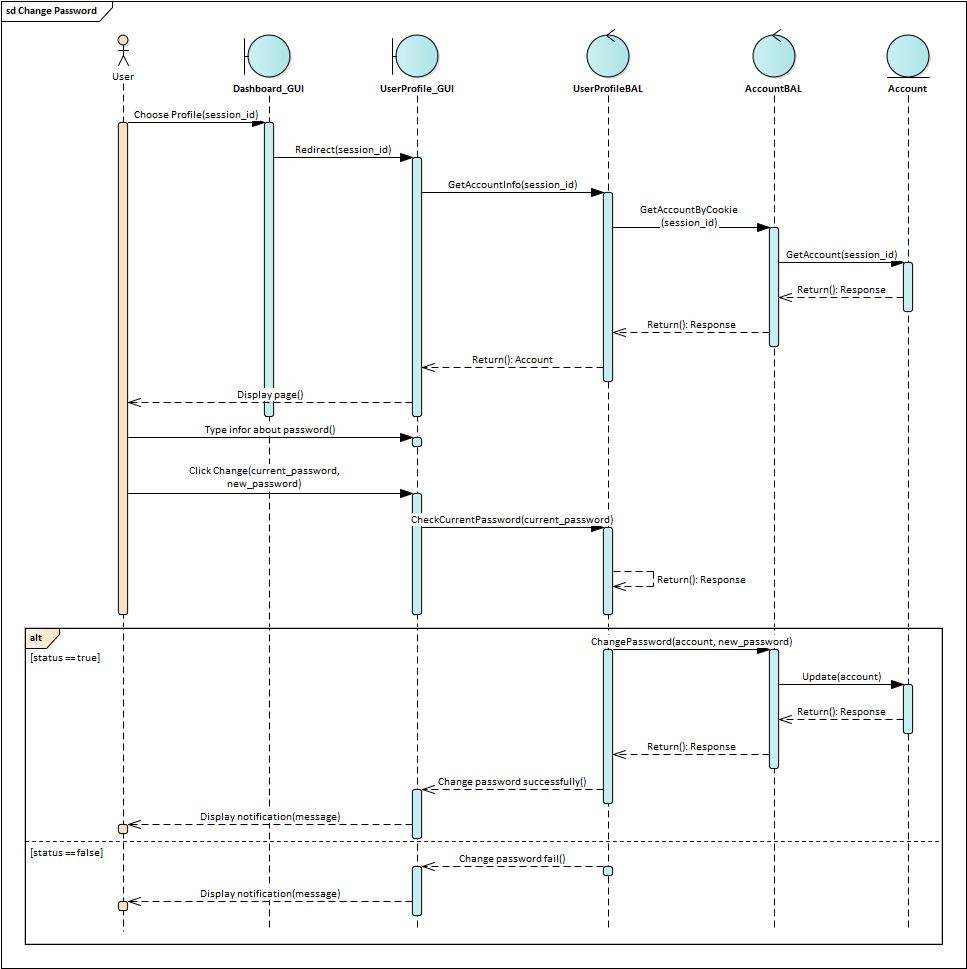 sd Change Password
User
Dashboard_GUI
UserProfile_GUI
UserProfileBAL
AccountBAL
Account
Choose Profile(session_id)
Redirect(session_id)
GetAccountInfo(session_id)
GetAccountByCookie
(session_id)
GetAccount(session_id)
Return(): Response
Return(): Response
Return(): Account
Display page()
Type infor about password()
Click Change(current_password,
new_password)
CheckCurrentPassword(current_password)
Return(): Response
alt
[status ==true]
ChangePassword(account, new_password)
Update(account)
Return(): Response
Return(): Response
Change password successfully()
Display notification(message)
[status ==false]
Change password fail()
Display notification(message)